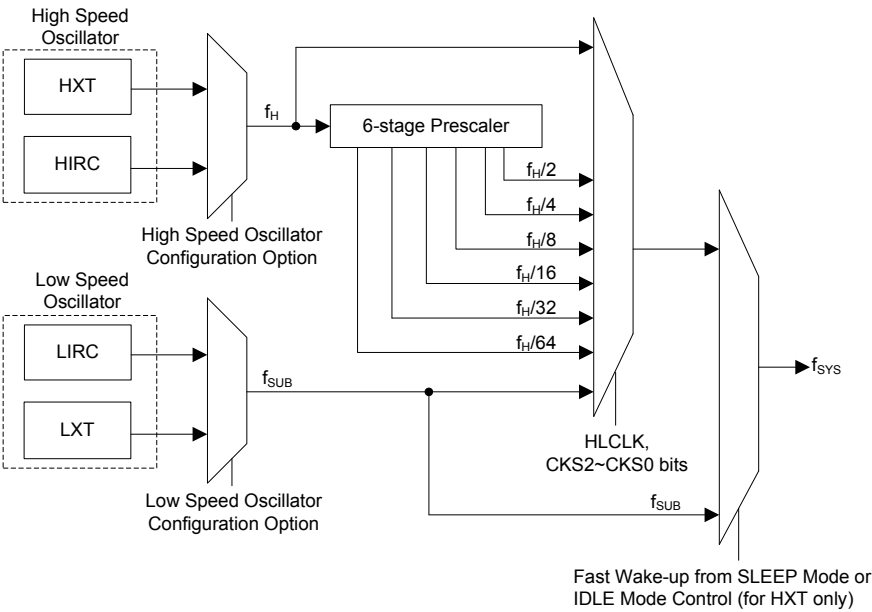 High Speed
Oscillator
HXT
HIRC
f_H
6-stage Prescaler
f_H/2
f_H/4
f_H/8
f_H/16
f_H/32
f_H/64
High Speed Oscillator
Configuration Option
Low Speed
Oscillator
LIRC
LXT
f_SUB
f_SYS
HLCLK,
CKS2~CKS0 bits
Low Speed Oscillator
Configuration Option
f_SUB
Fast Wake-up from SLEEP Mode or
IDLE Mode Control (for HXT only)